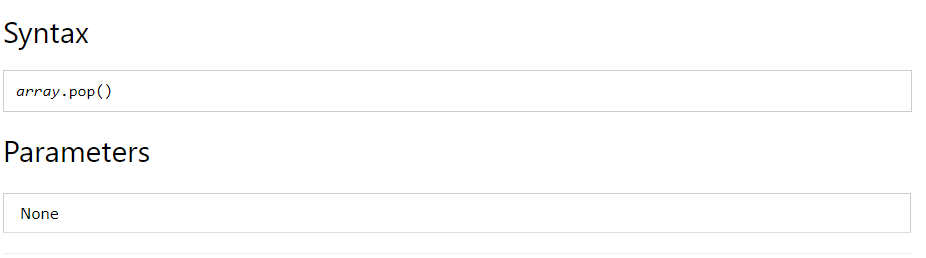 Syntax
array.pop()
Parameters
None